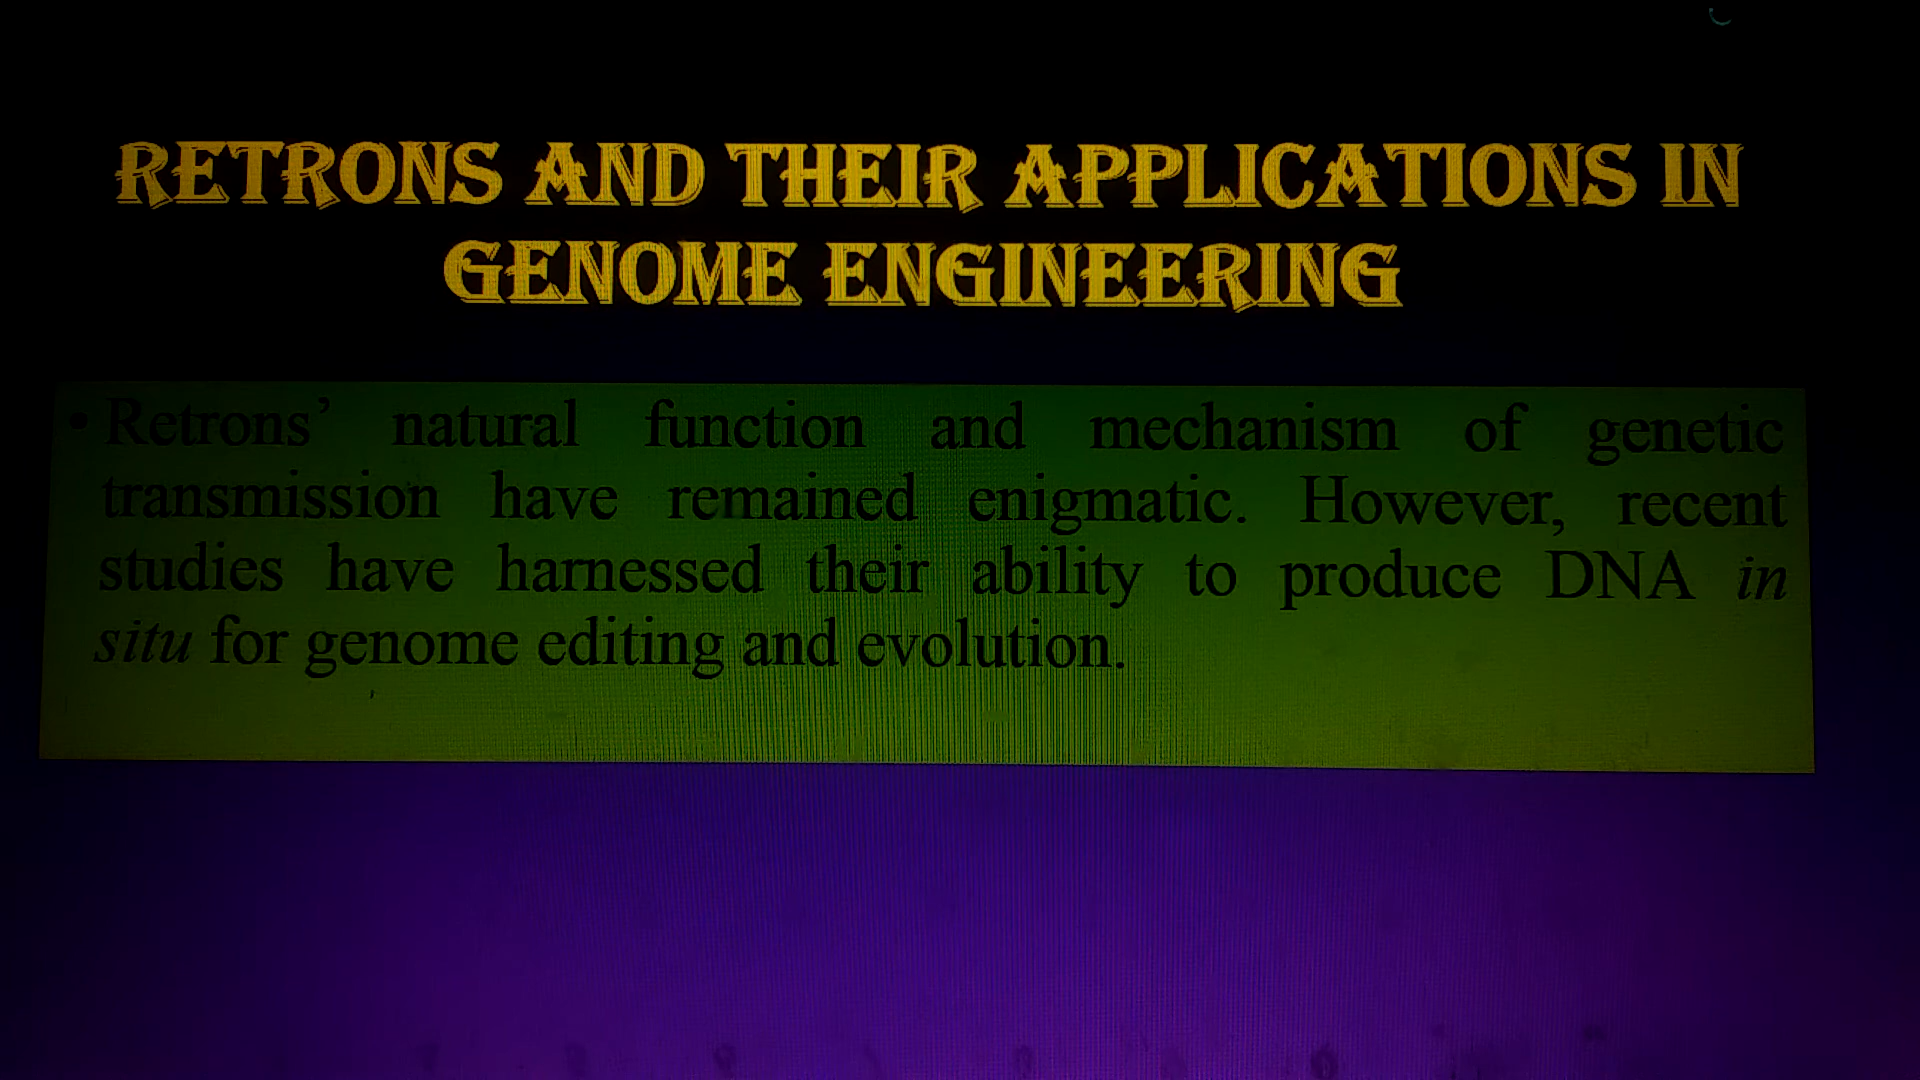 RETRONS AND THEIR APPLICATIONS IN
GENOME ENGINEERING
• Retrons’ natural function and mechanism of genetic
transmission have remained enigmatic. However, recent
studies have harnessed their ability to produce DNA in
situ for genome editing and evolution.